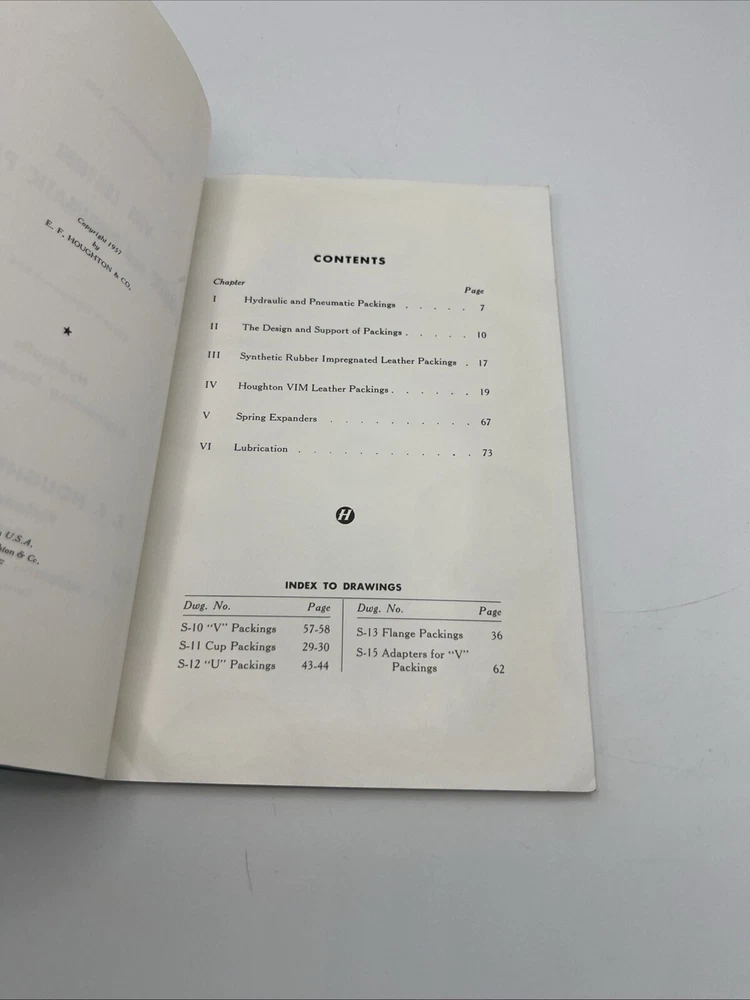 Copyright 1957
by
E. F. HOUGHTON & CO.
U.S.A.
& Co.
CONTENTS
Chapter Page
I Hydraulic and Pneumatic Packings . . . . . 7
II The Design and Support of Packings . . . . . 10
III Synthetic Rubber Impregnated Leather Packings . 17
IV Houghton VIM Leather Packings . . . . . . 19
V Spring Expanders . . . . . . . . . . 67
VI Lubrication . . . . . . . . . . . . 73
H
INDEX TO DRAWINGS
Dwg. No. Page
S-10 "V" Packings 57-58
S-11 Cup Packings 29-30
S-12 "U" Packings 43-44
Dwg. No. Page
S-13 Flange Packings 36
S-15 Adapters for "V"
Packings 62